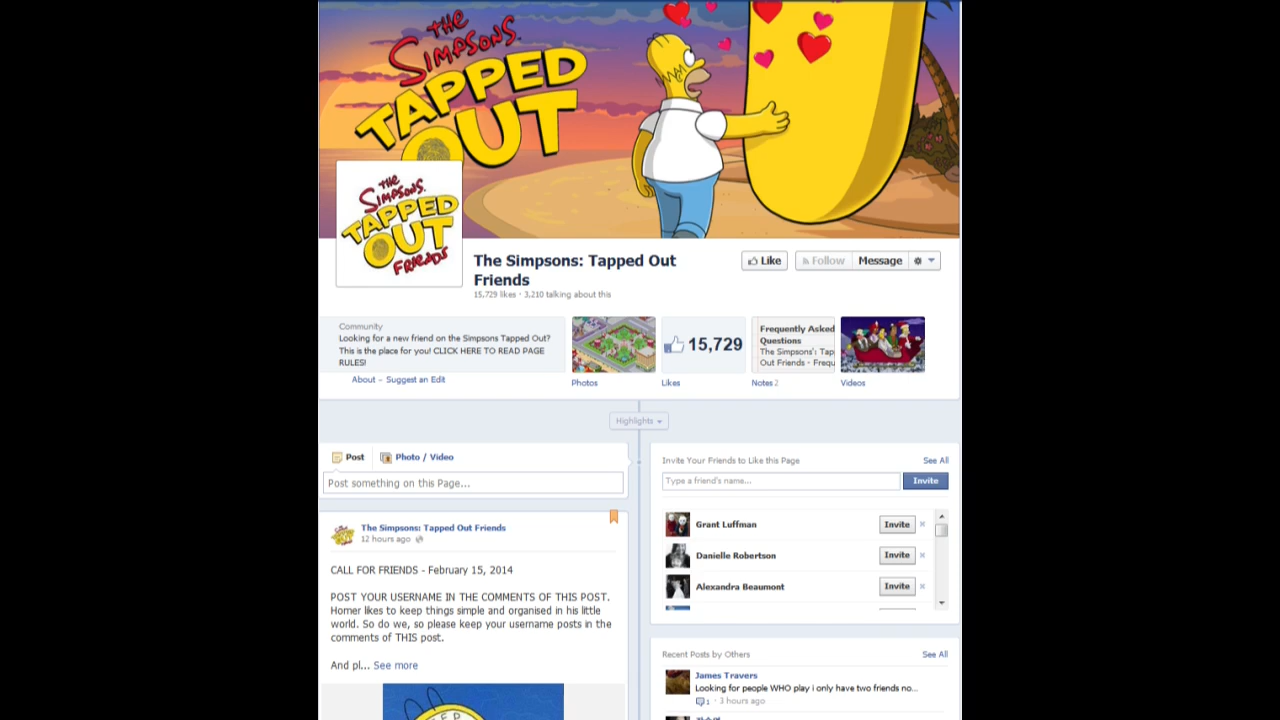 THE
SIMPSONS
TAPPED
OUT
THE
SIMPSONS
TAPPED
OUT
FRIENDS
The Simpsons: Tapped Out
Friends
15,729 likes · 3,210 talking about this
Like
Follow
Message
Community
Looking for a new friend on the Simpsons Tapped Out?
This is the place for you! CLICK HERE TO READ PAGE
RULES!
About – Suggest an Edit
Photos
15,729
Likes
Frequently Asked
Questions
The Simpsons': Tap
Out Friends - Frequ
Notes 2
Videos
Highlights
Post
Photo / Video
Post something on this Page...
The Simpsons: Tapped Out Friends
12 hours ago
CALL FOR FRIENDS - February 15, 2014
POST YOUR USERNAME IN THE COMMENTS OF THIS POST.
Homer likes to keep things simple and organised in his little
world. So do we, so please keep your username posts in the
comments of THIS post.
And pl... See more
Invite Your Friends to Like this Page
See All
Type a friend's name...
Invite
Grant Luffman
Invite
Danielle Robertson
Invite
Alexandra Beaumont
Invite
Recent Posts by Others
See All
James Travers
Looking for people WHO play i only have two friends no...
1 · 3 hours ago